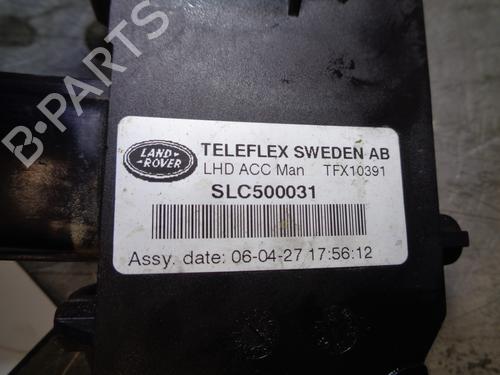 B-PARTS
LAND
ROVER
TELEFLEX SWEDEN AB
LHD ACC Man TFX10391
SLC500031
Assy. date: 06-04-27 17:56:12